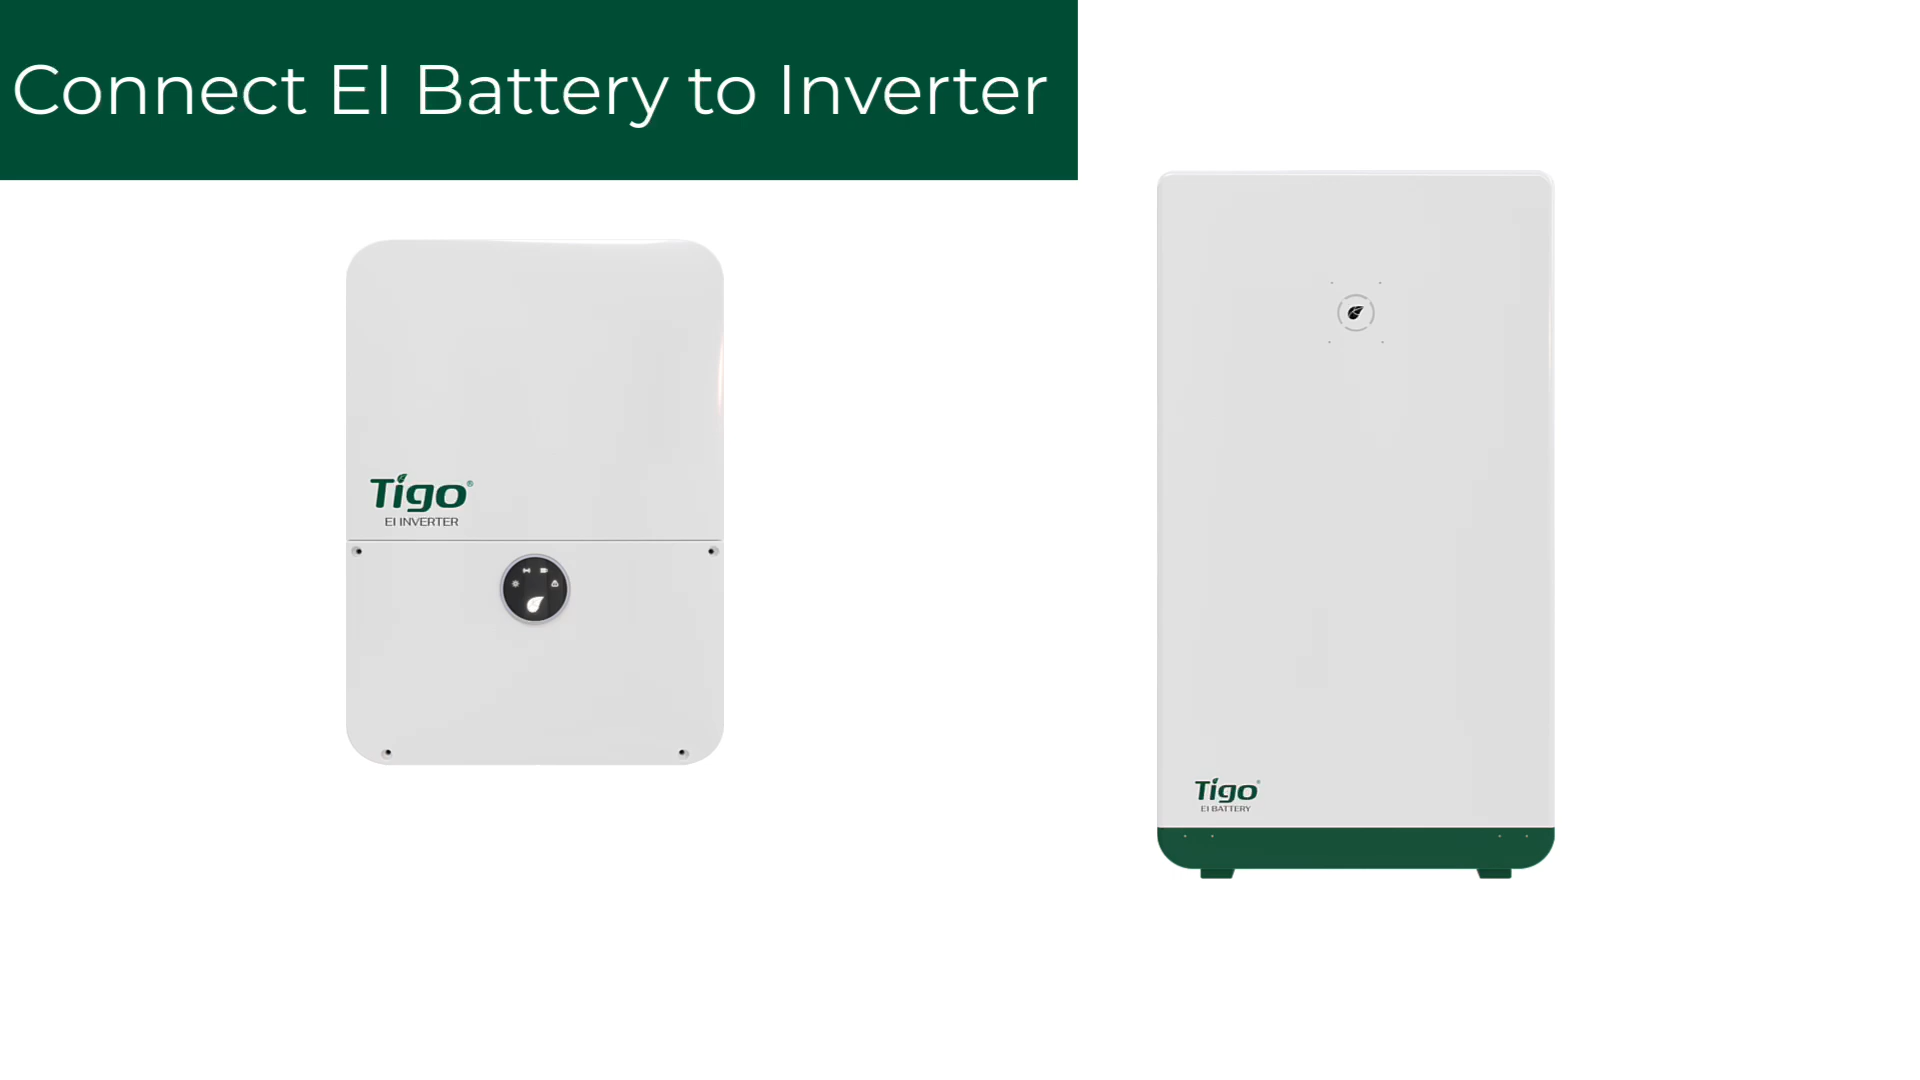 Connect EI Battery to Inverter
Tigo®
EI INVERTER
Tigo®
EI BATTERY